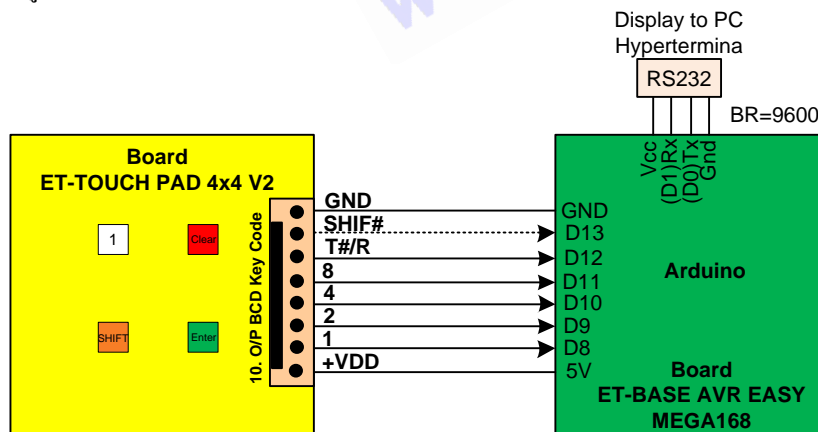 Display to PC
Hypertermina
RS232
BR=9600
Vcc
(D1)Rx
(D0)Tx
Gnd
Board
ET-TOUCH PAD 4x4 V2
1
Clear
SHIFT
Enter
10. O/P BCD Key Code
GND
SHIF#
T#/R
8
4
2
1
+VDD
GND
D13
D12
D11
D10
D9
D8
5V
Arduino
Board
ET-BASE AVR EASY
MEGA168